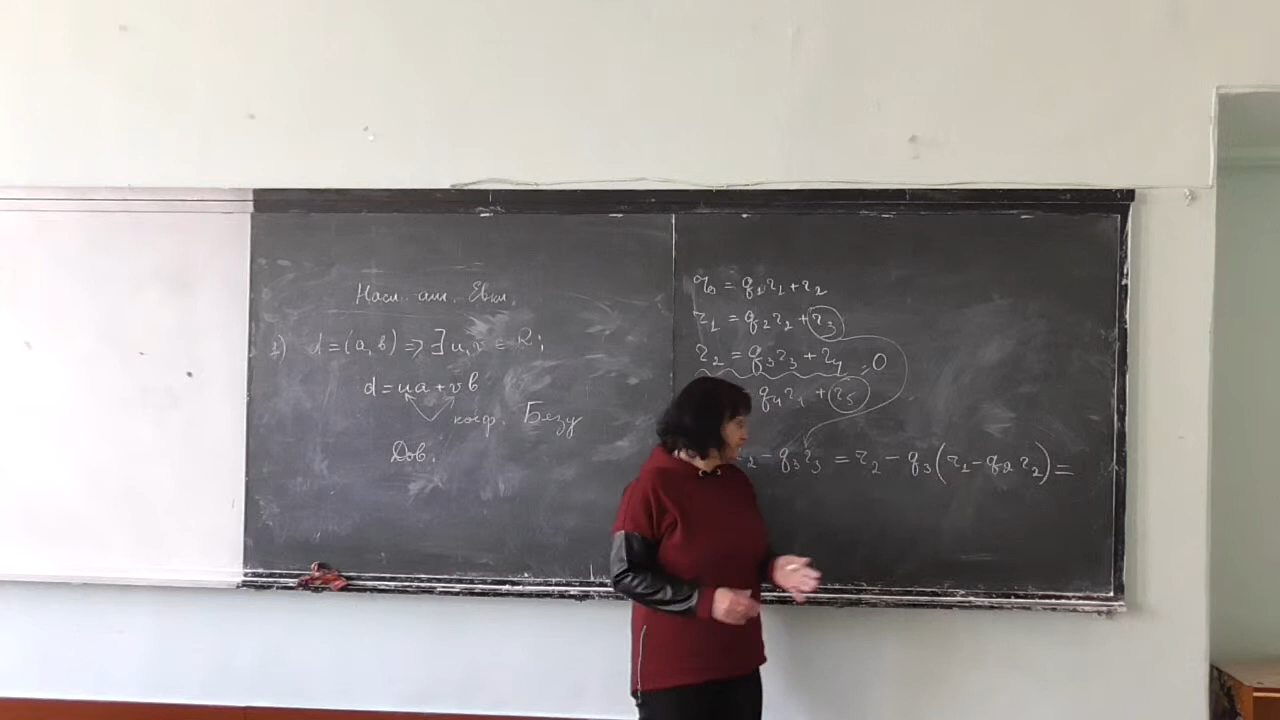 Насл. алг. Евкл.
1) d = (a, b) => ∃ u, v ∈ R;
d = ua + vb
коеф. Безу
Дов.
r₀ = q₁r₁ + r₂
r₁ = q₂r₂ + r₃
r₂ = q₃r₃ + r₄
≠ 0
q₄r₄ + r₅
r₂ - q₃r₃ = r₂ - q₃(r₁ - q₂r₂) =